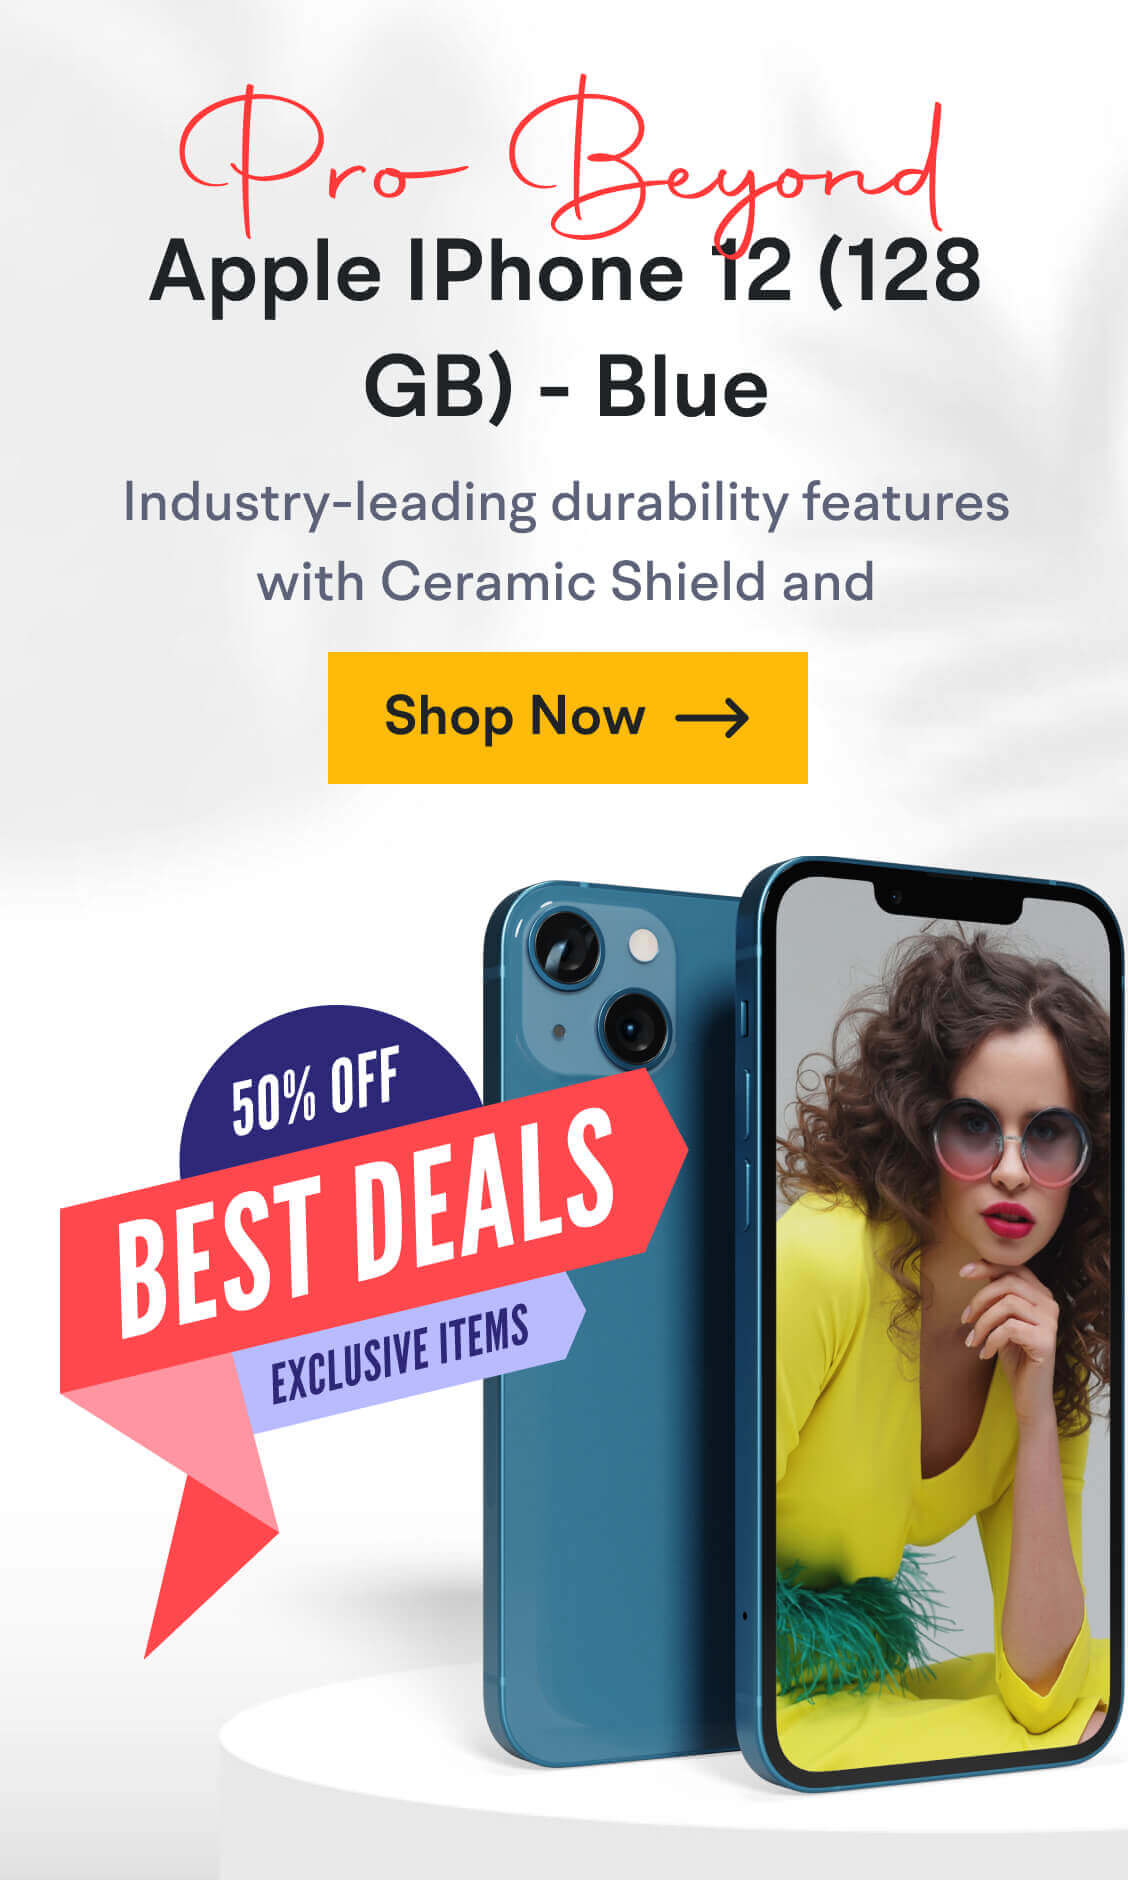 Pro Beyond
Apple IPhone 12 (128
GB) - Blue
Industry-leading durability features
with Ceramic Shield and
Shop Now
50% OFF
BEST DEALS
EXCLUSIVE ITEMS